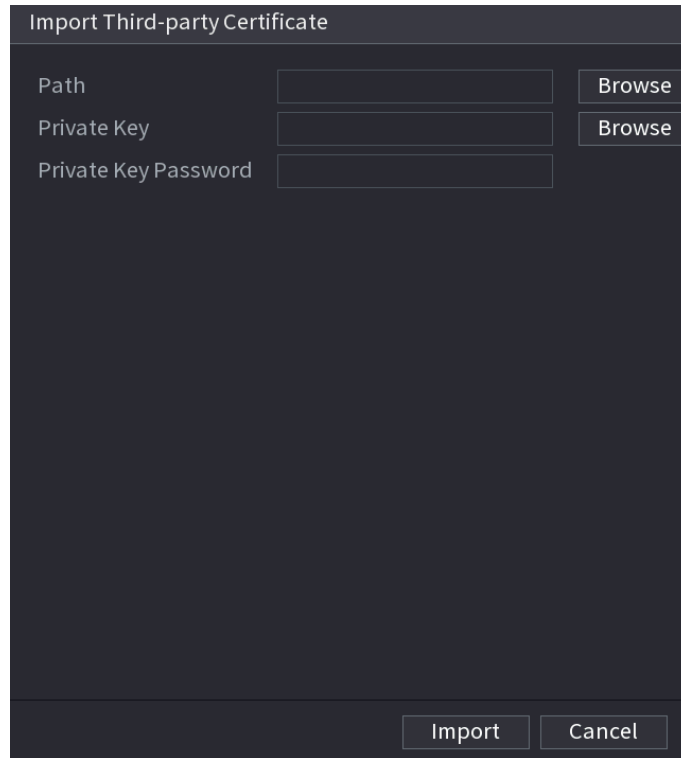 Import Third-party Certificate
Path Browse
Private Key Browse
Private Key Password
Import Cancel